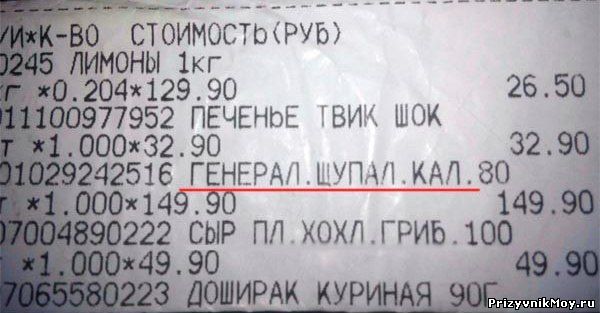 /И*К-ВО СТОИМОСТЬ(РУБ)
0245 ЛИМОНЫ 1кг
кг *0.204*129.90 26.50
011100977952 ПЕЧЕНЬЕ ТВИК ШОК
т *1.000*32.90 32.90
01029242516 ГЕНЕРАЛ.ЩУПАЛ.КАЛ.80
т *1.000*149.90 149.90
07004890222 СЫР ПЛ.ХОХЛ.ГРИБ.100
*1.000*49.90 49.90
7065580223 ДОШИРАК КУРИНАЯ 90Г
PrizyvnikMoy.ru